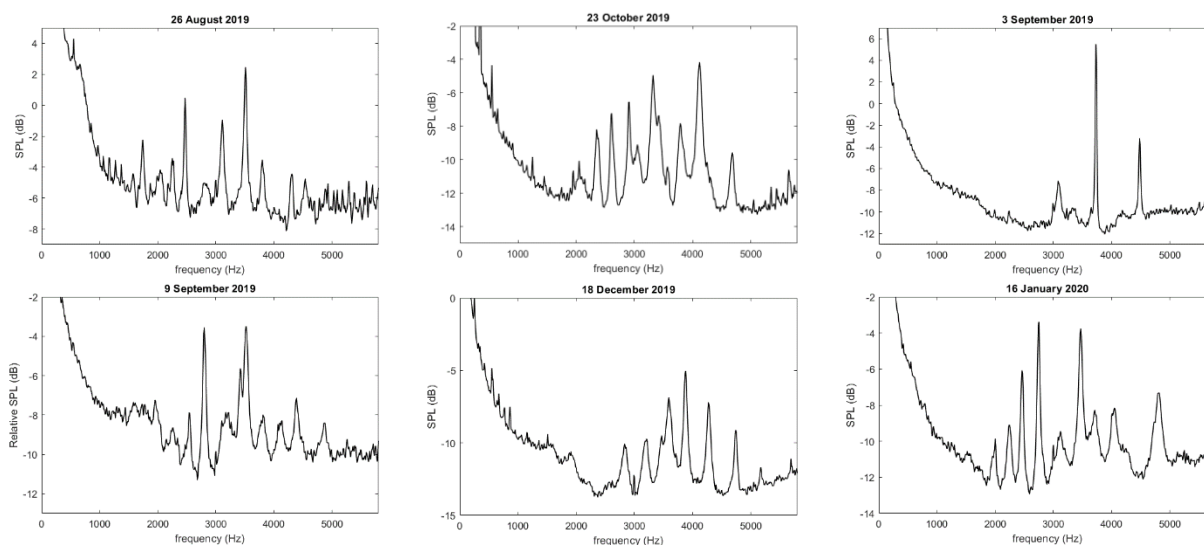 26 August 2019
4
2
0
-2
-4
-6
-8
SPL (dB)
0 1000 2000 3000 4000 5000
frequency (Hz)
23 October 2019
-2
-4
-6
-8
-10
-12
-14
SPL (dB)
0 1000 2000 3000 4000 5000
frequency (Hz)
3 September 2019
6
4
2
0
-2
-4
-6
-8
-10
-12
SPL (dB)
0 1000 2000 3000 4000 5000
frequency (Hz)
9 September 2019
-2
-4
-6
-8
-10
-12
Relative SPL (dB)
0 1000 2000 3000 4000 5000
frequency (Hz)
18 December 2019
0
-5
-10
-15
SPL (dB)
0 1000 2000 3000 4000 5000
frequency (Hz)
16 January 2020
-2
-4
-6
-8
-10
-12
-14
SPL (dB)
0 1000 2000 3000 4000 5000
frequency (Hz)